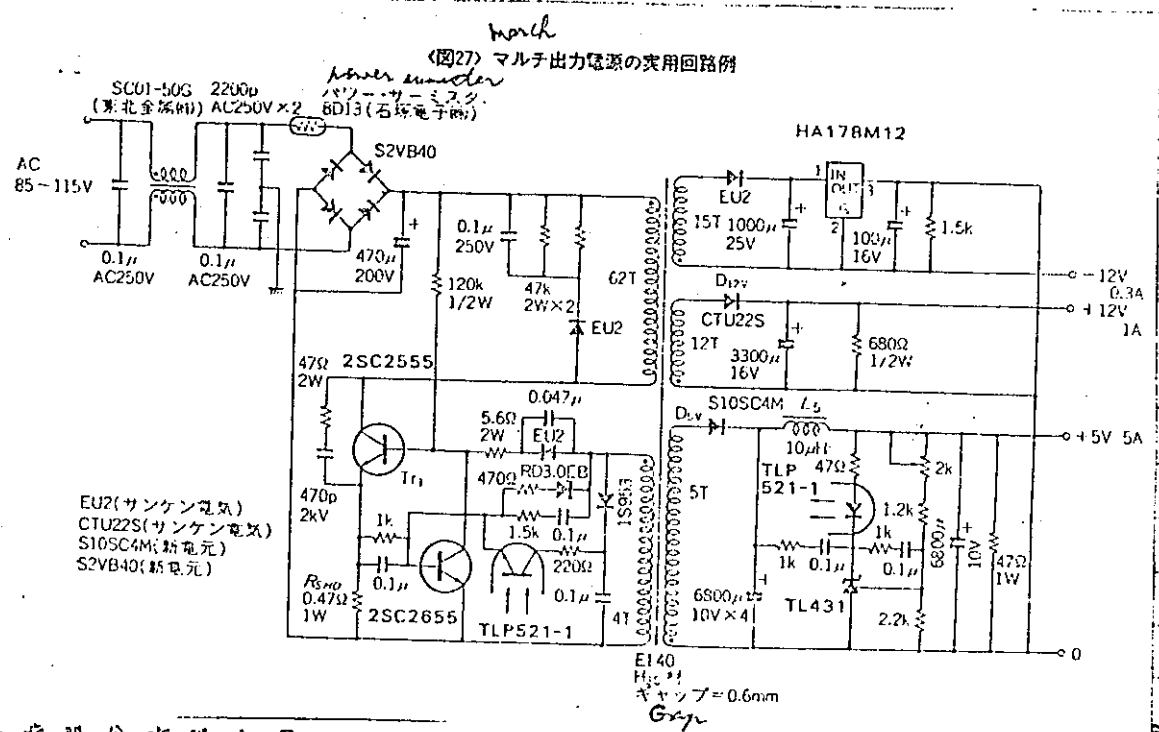 march
〈図27〉 マルチ出力電源の実用回路例
power
パワー・サーミスタ
8D13(石塚電子㈱)
SC01-50G
(東北金属㈱)
2200p
AC250V×2
S2VB40
AC
85～115V
0.1μ
AC250V
0.1μ
AC250V
470μ
200V
0.1μ
250V
120k
1/2W
47k
2W×2
EU2
62T
HA178M12
1
IN
OUT
3
G
2
EU2
15T
1000μ
25V
100μ
16V
1.5k
－12V
0.3A
D12V
CTU22S
12T
3300μ
16V
680Ω
1/2W
＋12V
1A
47Ω
2W
2SC2555
Tr1
470p
2kV
5.6Ω
2W
0.047μ
EU2
RD3.0EB
470Ω
1.5k
0.1μ
1S953
220Ω
0.1μ
4T
1k
0.1μ
2SC2655
TLP521-1
0.47Ω
1W
D5V
S10SC4M
L5
10μH
5T
＋5V 5A
47Ω
TLP
521-1
2k
1.2k
1k
0.1μ
1k
0.1μ
TL431
2.2k
6800μ
10V×4
6800μ
10V
47Ω
1W
0
EU2(サンケン電気)
CTU22S(サンケン電気)
S10SC4M(新電元)
S2VB40(新電元)
EI40
ギャップ=0.6mm